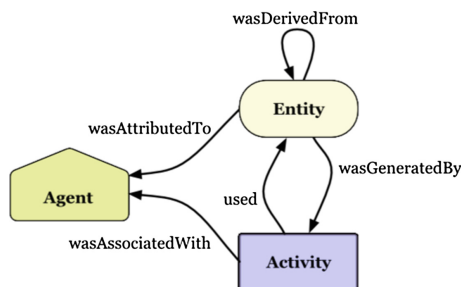 wasDerivedFrom
Entity
wasAttributedTo
wasGeneratedBy
used
Agent
wasAssociatedWith
Activity